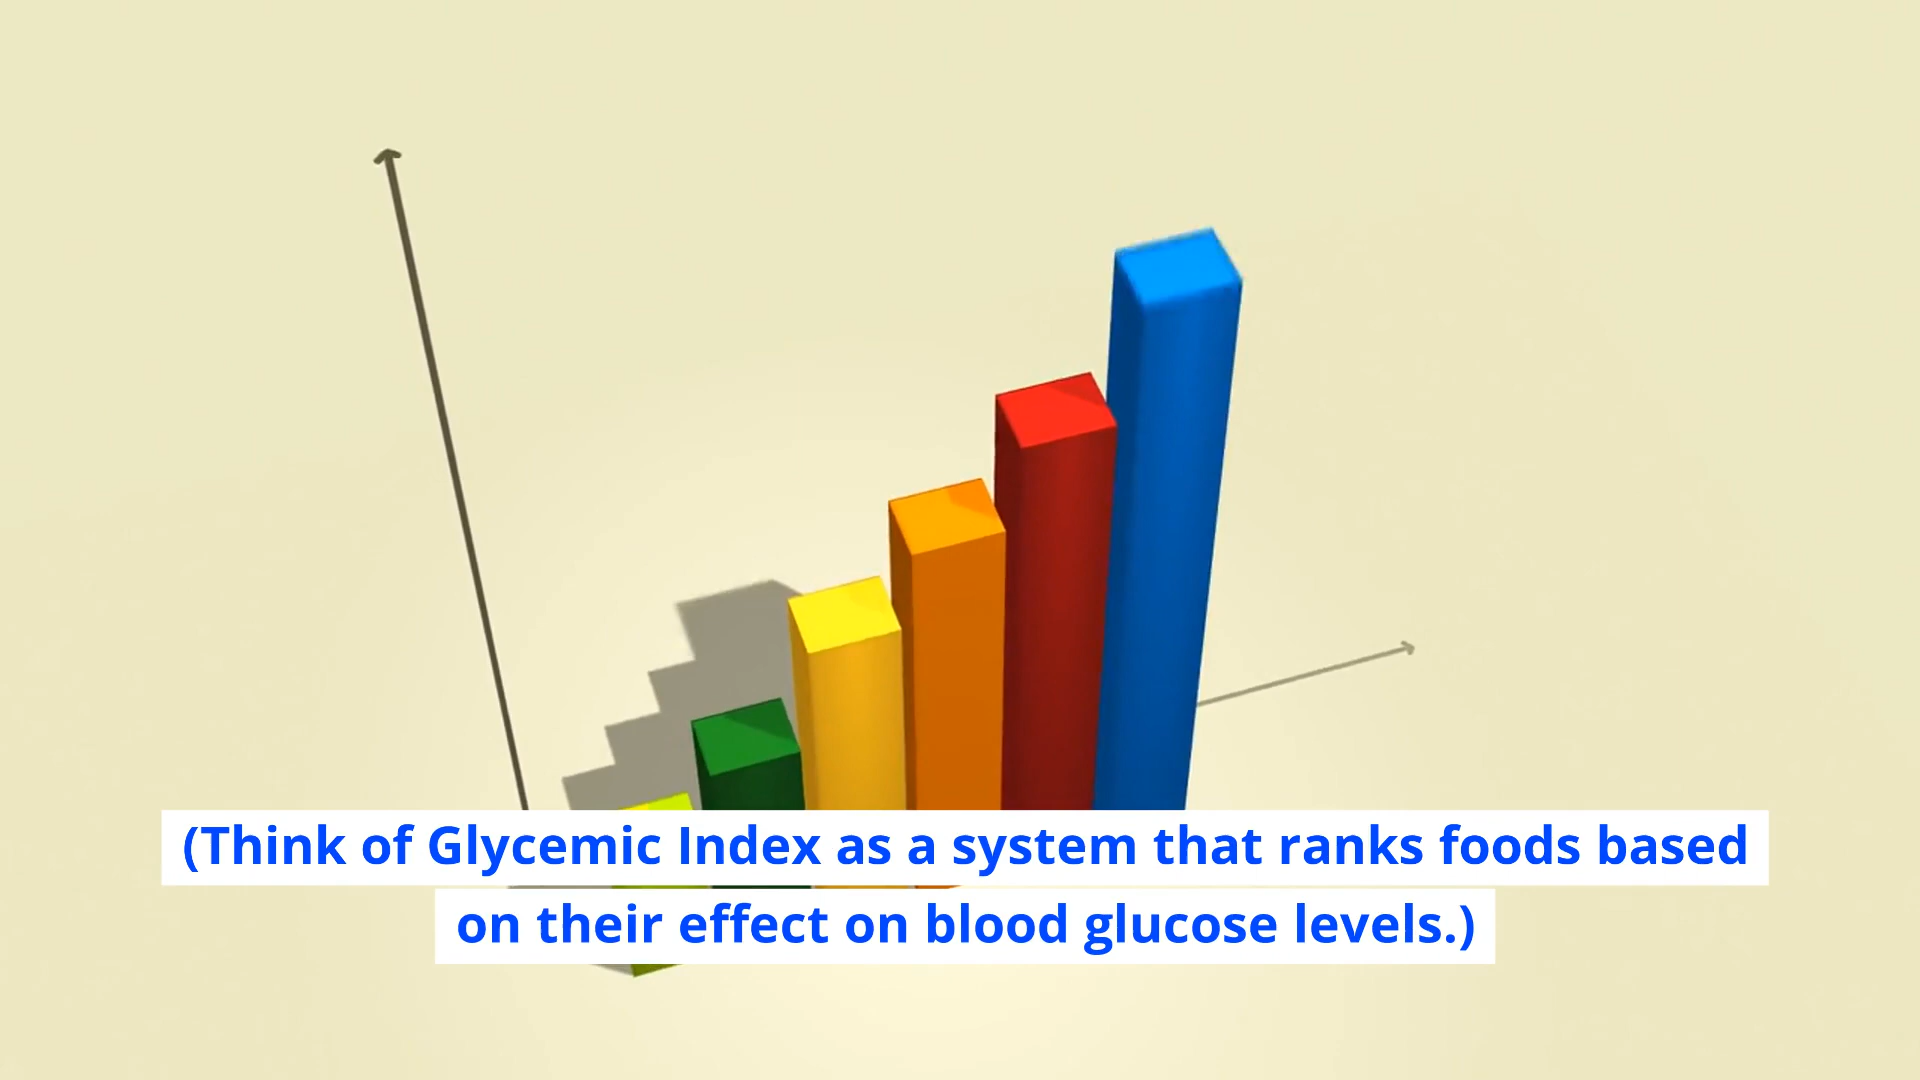 (Think of Glycemic Index as a system that ranks foods based
on their effect on blood glucose levels.)